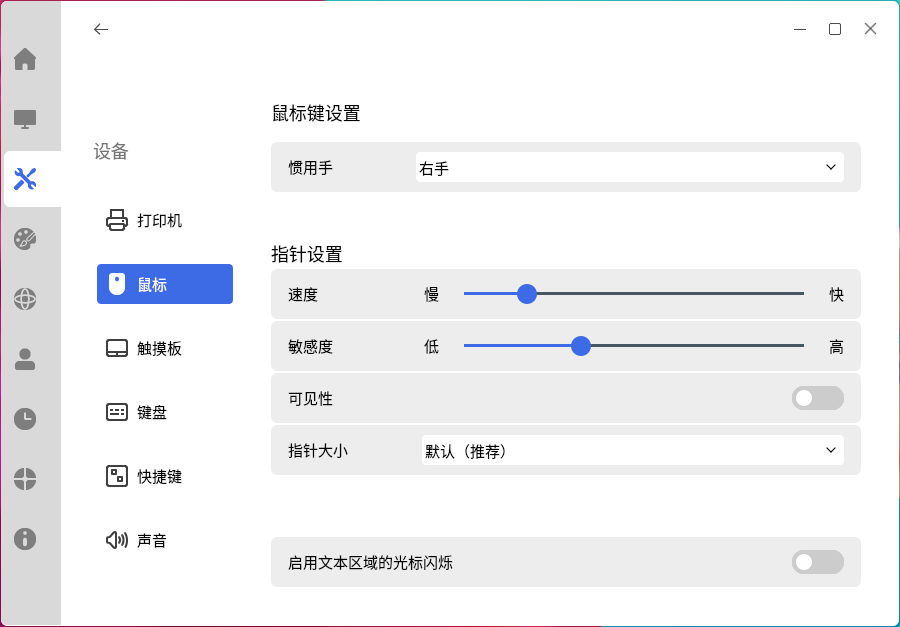 设备
打印机
鼠标
触摸板
键盘
快捷键
声音
鼠标键设置
惯用手 右手
指针设置
速度 慢 快
敏感度 低 高
可见性
指针大小 默认（推荐）
启用文本区域的光标闪烁